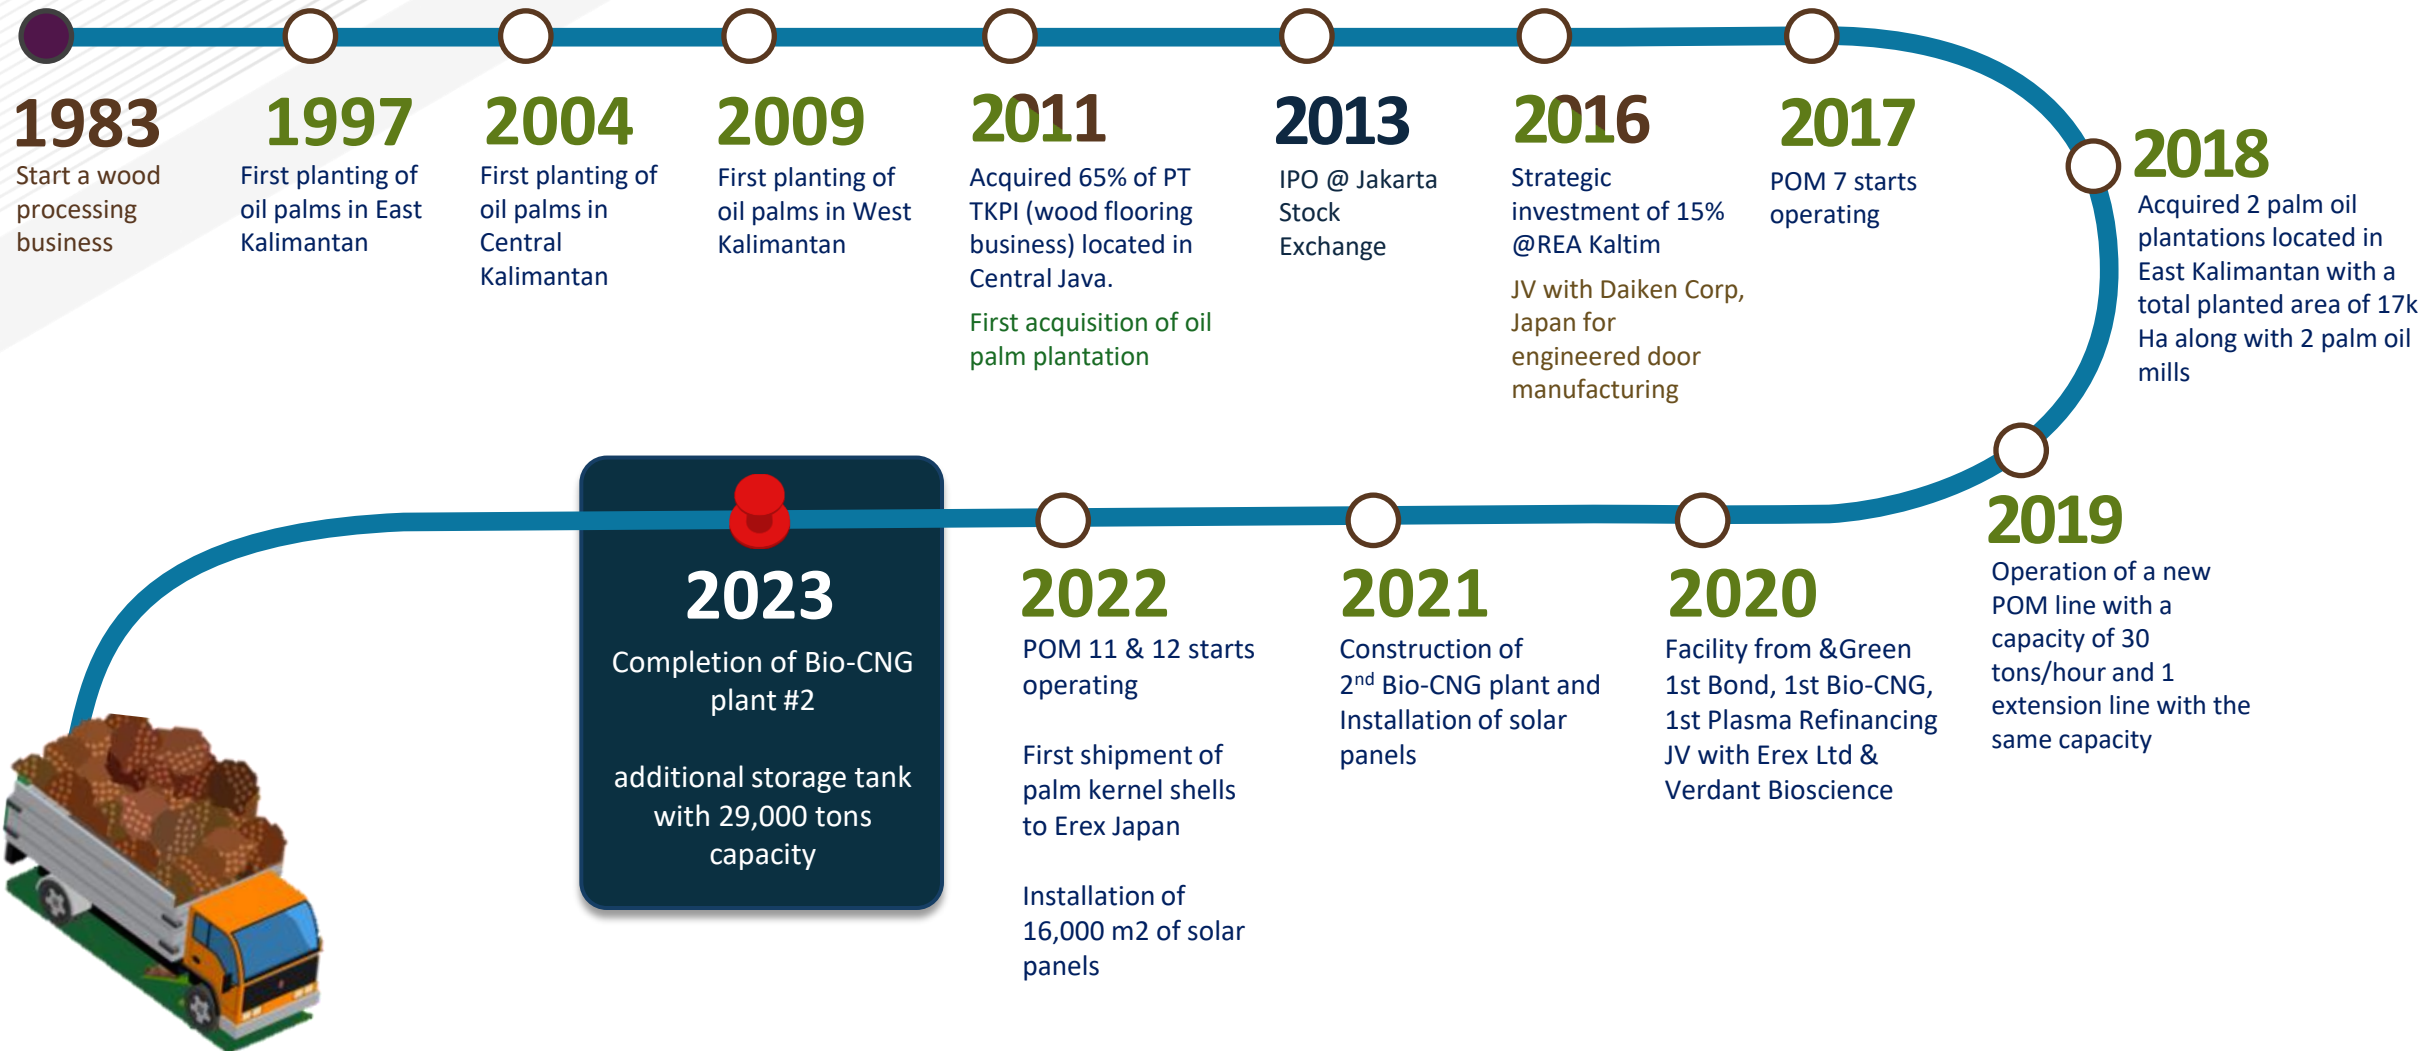 1983
Start a wood
processing
business
1997
First planting of
oil palms in East
Kalimantan
2004
First planting of
oil palms in
Central
Kalimantan
2009
First planting of
oil palms in West
Kalimantan
2011
Acquired 65% of PT
TKPI (wood flooring
business) located in
Central Java.
First acquisition of oil
palm plantation
2013
IPO @ Jakarta
Stock
Exchange
2016
Strategic
investment of 15%
@REA Kaltim
JV with Daiken Corp,
Japan for
engineered door
manufacturing
2017
POM 7 starts
operating
2018
Acquired 2 palm oil
plantations located in
East Kalimantan with a
total planted area of 17k
Ha along with 2 palm oil
mills
2019
Operation of a new
POM line with a
capacity of 30
tons/hour and 1
extension line with the
same capacity
2020
Facility from &Green
1st Bond, 1st Bio-CNG,
1st Plasma Refinancing
JV with Erex Ltd &
Verdant Bioscience
2021
Construction of
2nd Bio-CNG plant and
Installation of solar
panels
2022
POM 11 & 12 starts
operating
First shipment of
palm kernel shells
to Erex Japan
Installation of
16,000 m2 of solar
panels
2023
Completion of Bio-CNG
plant #2
additional storage tank
with 29,000 tons
capacity